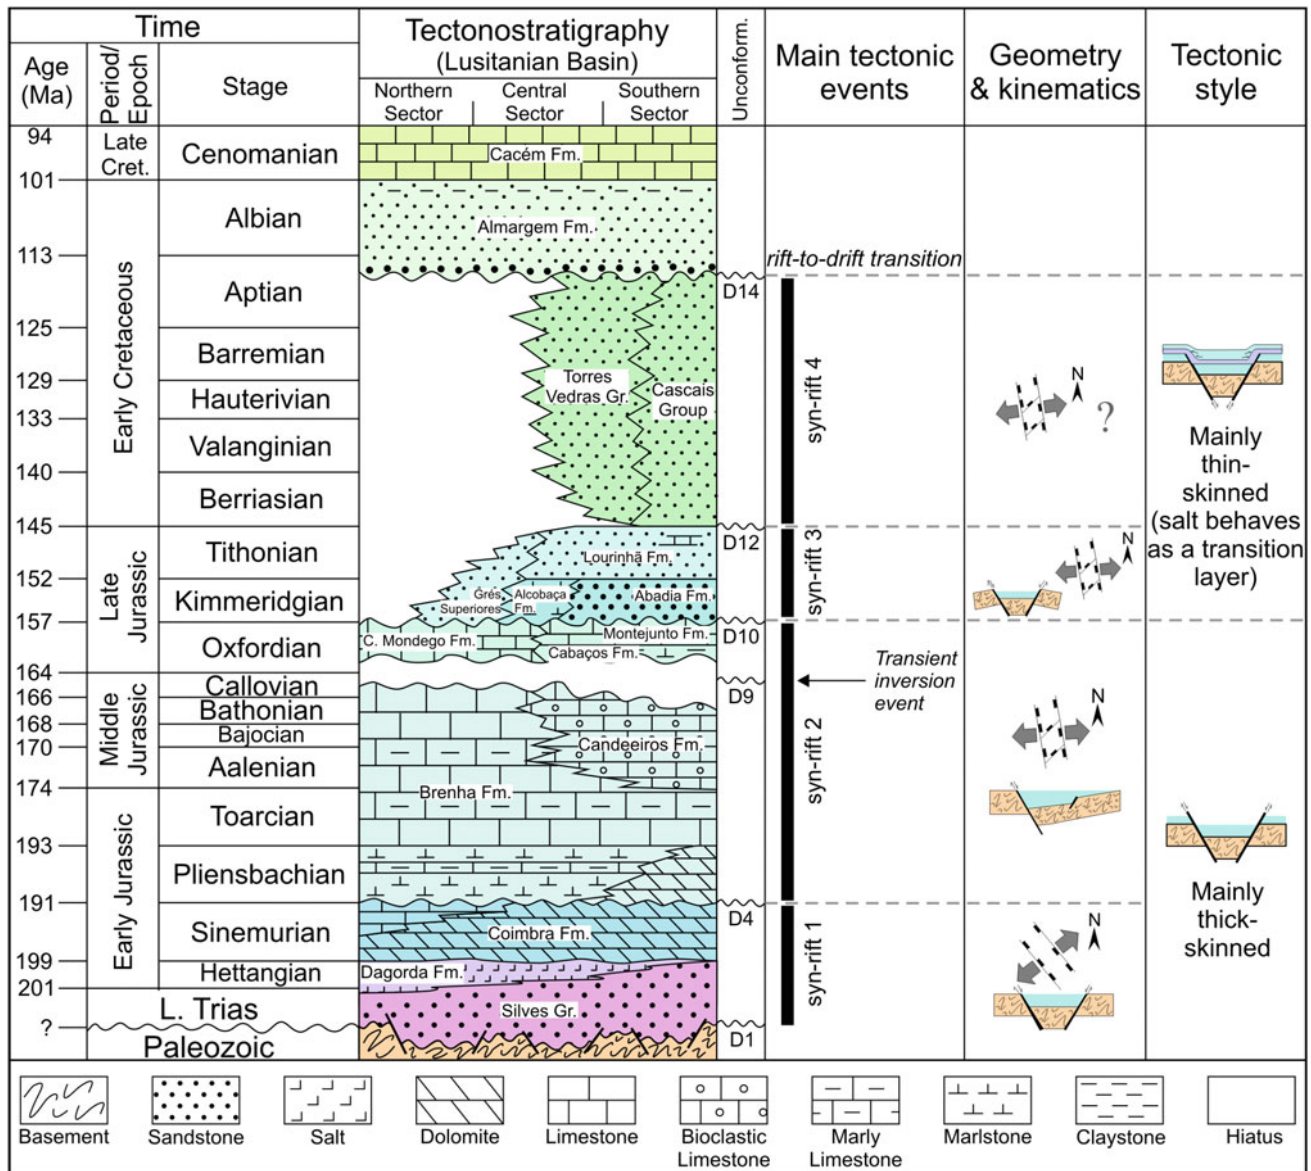 Time
Tectonostratigraphy
(Lusitanian Basin)
Unconform.
Main tectonic
events
Geometry
& kinematics
Tectonic
style
Age
(Ma)
Period/
Epoch
Stage
Northern
Sector
Central
Sector
Southern
Sector
94
Late
Cret.
Cenomanian
Cacém Fm.
101
Early Cretaceous
Albian
Almargem Fm.
113
rift-to-drift transition
Aptian
D14
125
Barremian
129
Hauterivian
133
Valanginian
140
Berriasian
Torres
Vedras Gr.
Cascais
Group
syn-rift 4
N
?
Mainly
thin-
skinned
(salt behaves
as a transition
layer)
145
Late
Jurassic
Tithonian
Lourinhã Fm.
D12
syn-rift 3
N
152
Kimmeridgian
Grés
Superiores
Alcobaça
Fm.
Abadia Fm.
157
Oxfordian
C. Mondego Fm.
Montejunto Fm.
Cabaços Fm.
D10
Transient
inversion
event
164
Middle
Jurassic
Callovian
D9
166
Bathonian
168
Bajocian
170
Aalenian
Candeeiros Fm.
syn-rift 2
N
174
Early Jurassic
Brenha Fm.
Toarcian
193
Pliensbachian
Mainly
thick-
skinned
191
Sinemurian
Coimbra Fm.
D4
syn-rift 1
N
199
Hettangian
Dagorda Fm.
201
L. Trias
Silves Gr.
?
Paleozoic
D1
Basement
Sandstone
Salt
Dolomite
Limestone
Bioclastic
Limestone
Marly
Limestone
Marlstone
Claystone
Hiatus